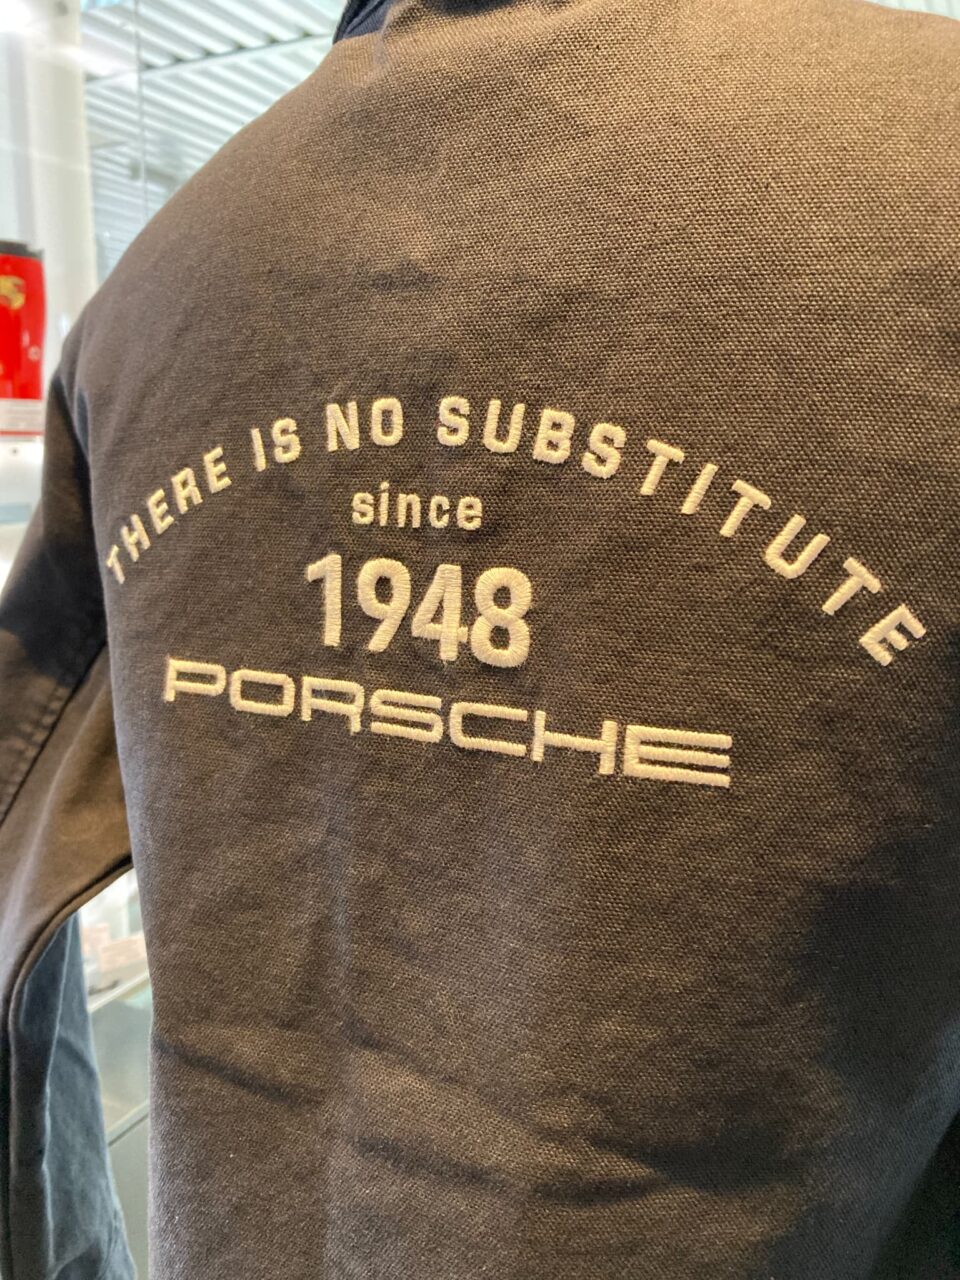 THERE IS NO SUBSTITUTE
since
1948
PORSCHE